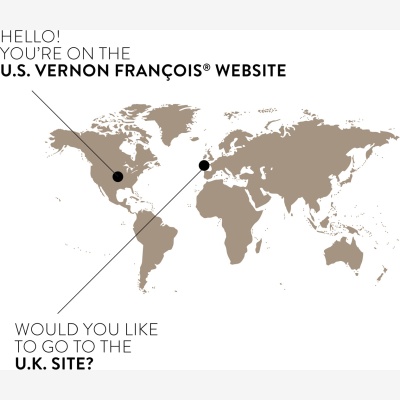 HELLO!
YOU'RE ON THE
U.S. VERNON FRANÇOIS® WEBSITE
WOULD YOU LIKE
TO GO TO THE
U.K. SITE?